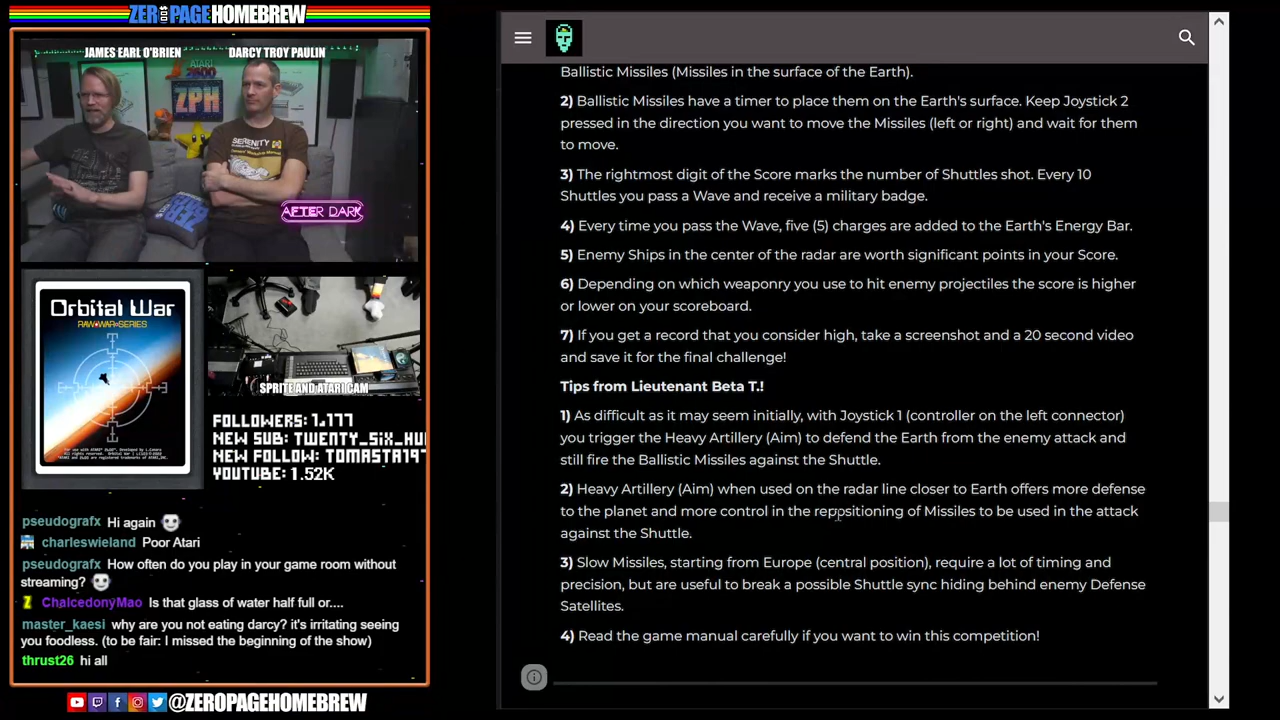 ZERO PAGE HOMEBREW
JAMES EARL O'BRIEN
DARCY TROY PAULIN
ATARI
2600
ZPH
SERENITY
AFTER DARK
Orbital War
RAW★WAR★SERIES
SPRITE AND ATARI CAM
FOLLOWERS: 1,177
NEW SUB: TWENTY_SIX_HU
NEW FOLLOW: TOMASTA197
YOUTUBE: 1.52K
pseudografx Hi again
charleswieland Poor Atari
pseudografx How often do you play in your game room without
streaming?
ChalcedonyMao Is that glass of water half full or....
master_kaesi why are you not eating darcy? it's irritating seeing
you foodless. (to be fair: I missed the beginning of the show)
thrust26 hi all
@ZEROPAGEHOMEBREW
Ballistic Missiles (Missiles in the surface of the Earth).
2) Ballistic Missiles have a timer to place them on the Earth's surface. Keep Joystick 2
pressed in the direction you want to move the Missiles (left or right) and wait for them
to move.
3) The rightmost digit of the Score marks the number of Shuttles shot. Every 10
Shuttles you pass a Wave and receive a military badge.
4) Every time you pass the Wave, five (5) charges are added to the Earth's Energy Bar.
5) Enemy Ships in the center of the radar are worth significant points in your Score.
6) Depending on which weaponry you use to hit enemy projectiles the score is higher
or lower on your scoreboard.
7) If you get a record that you consider high, take a screenshot and a 20 second video
and save it for the final challenge!
Tips from Lieutenant Beta T.!
1) As difficult as it may seem initially, with Joystick 1 (controller on the left connector)
you trigger the Heavy Artillery (Aim) to defend the Earth from the enemy attack and
still fire the Ballistic Missiles against the Shuttle.
2) Heavy Artillery (Aim) when used on the radar line closer to Earth offers more defense
to the planet and more control in the repositioning of Missiles to be used in the attack
against the Shuttle.
3) Slow Missiles, starting from Europe (central position), require a lot of timing and
precision, but are useful to break a possible Shuttle sync hiding behind enemy Defense
Satellites.
4) Read the game manual carefully if you want to win this competition!